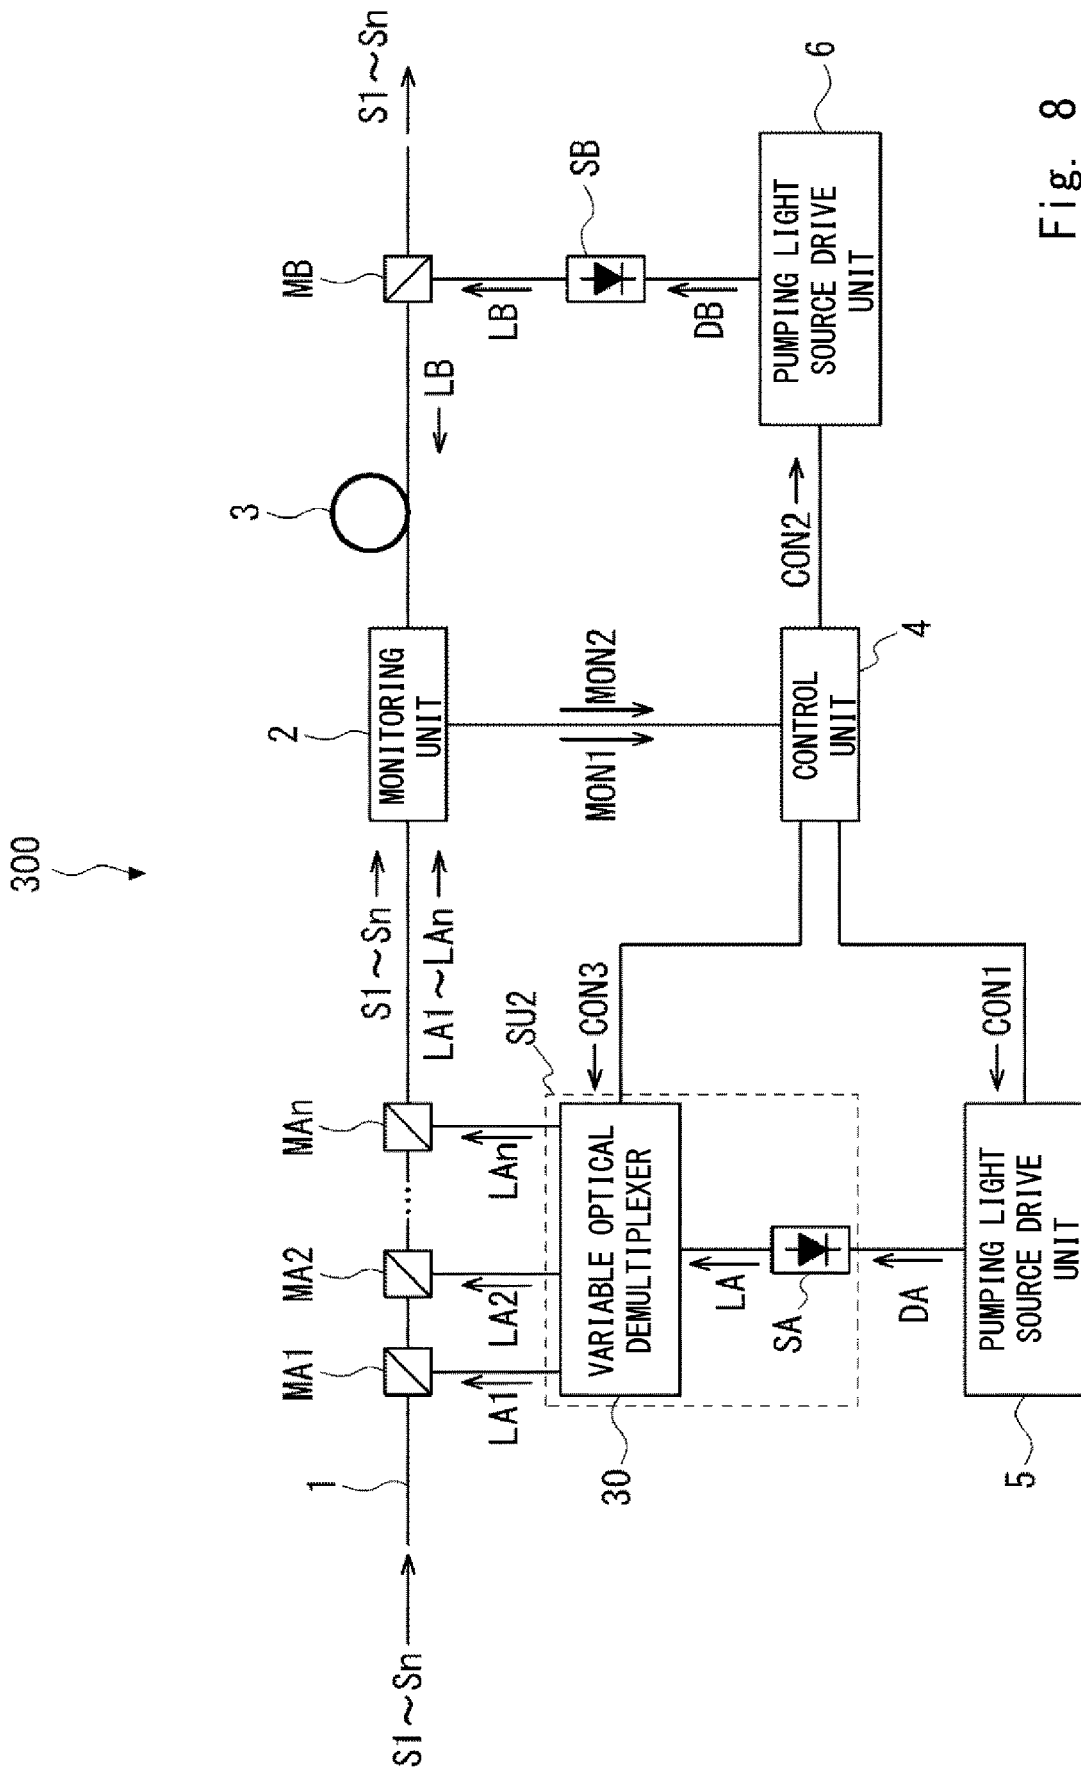 300
S1~Sn
1
MA1
MA2
...
MAn
S1~Sn
LA1~LAn
2
MONITORING
UNIT
3
LB
MB
S1~Sn
LA1
LA2
LAn
SU2
LB
SB
30
VARIABLE OPTICAL
DEMULTIPLEXER
CON3
MON1
MON2
DB
LA
SA
CONTROL
UNIT
4
CON2
PUMPING LIGHT
SOURCE DRIVE
UNIT
6
DA
CON1
5
PUMPING LIGHT
SOURCE DRIVE
UNIT
Fig. 8